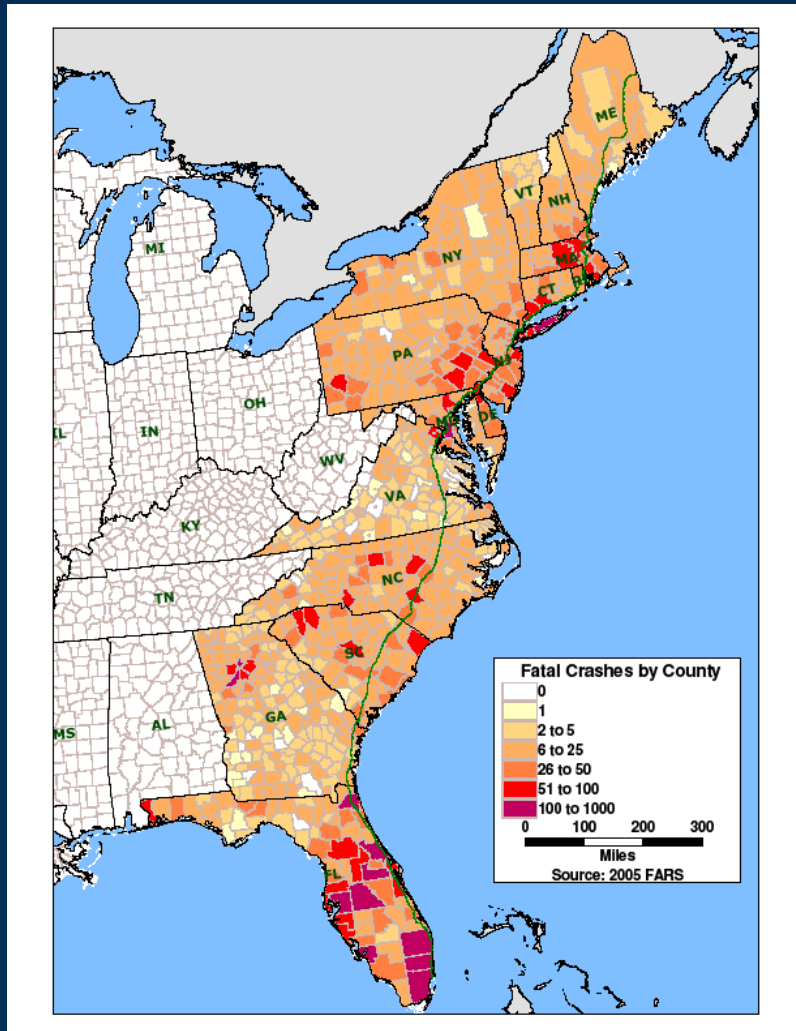 ME
VT
NH
NY
MI
MA
CT
RI
PA
NJ
OH
IN
IL
MD
DE
WV
VA
KY
NC
TN
SC
GA
AL
MS
FL
Fatal Crashes by County
0
1
2 to 5
6 to 25
26 to 50
51 to 100
100 to 1000
0 100 200 300
Miles
Source: 2005 FARS